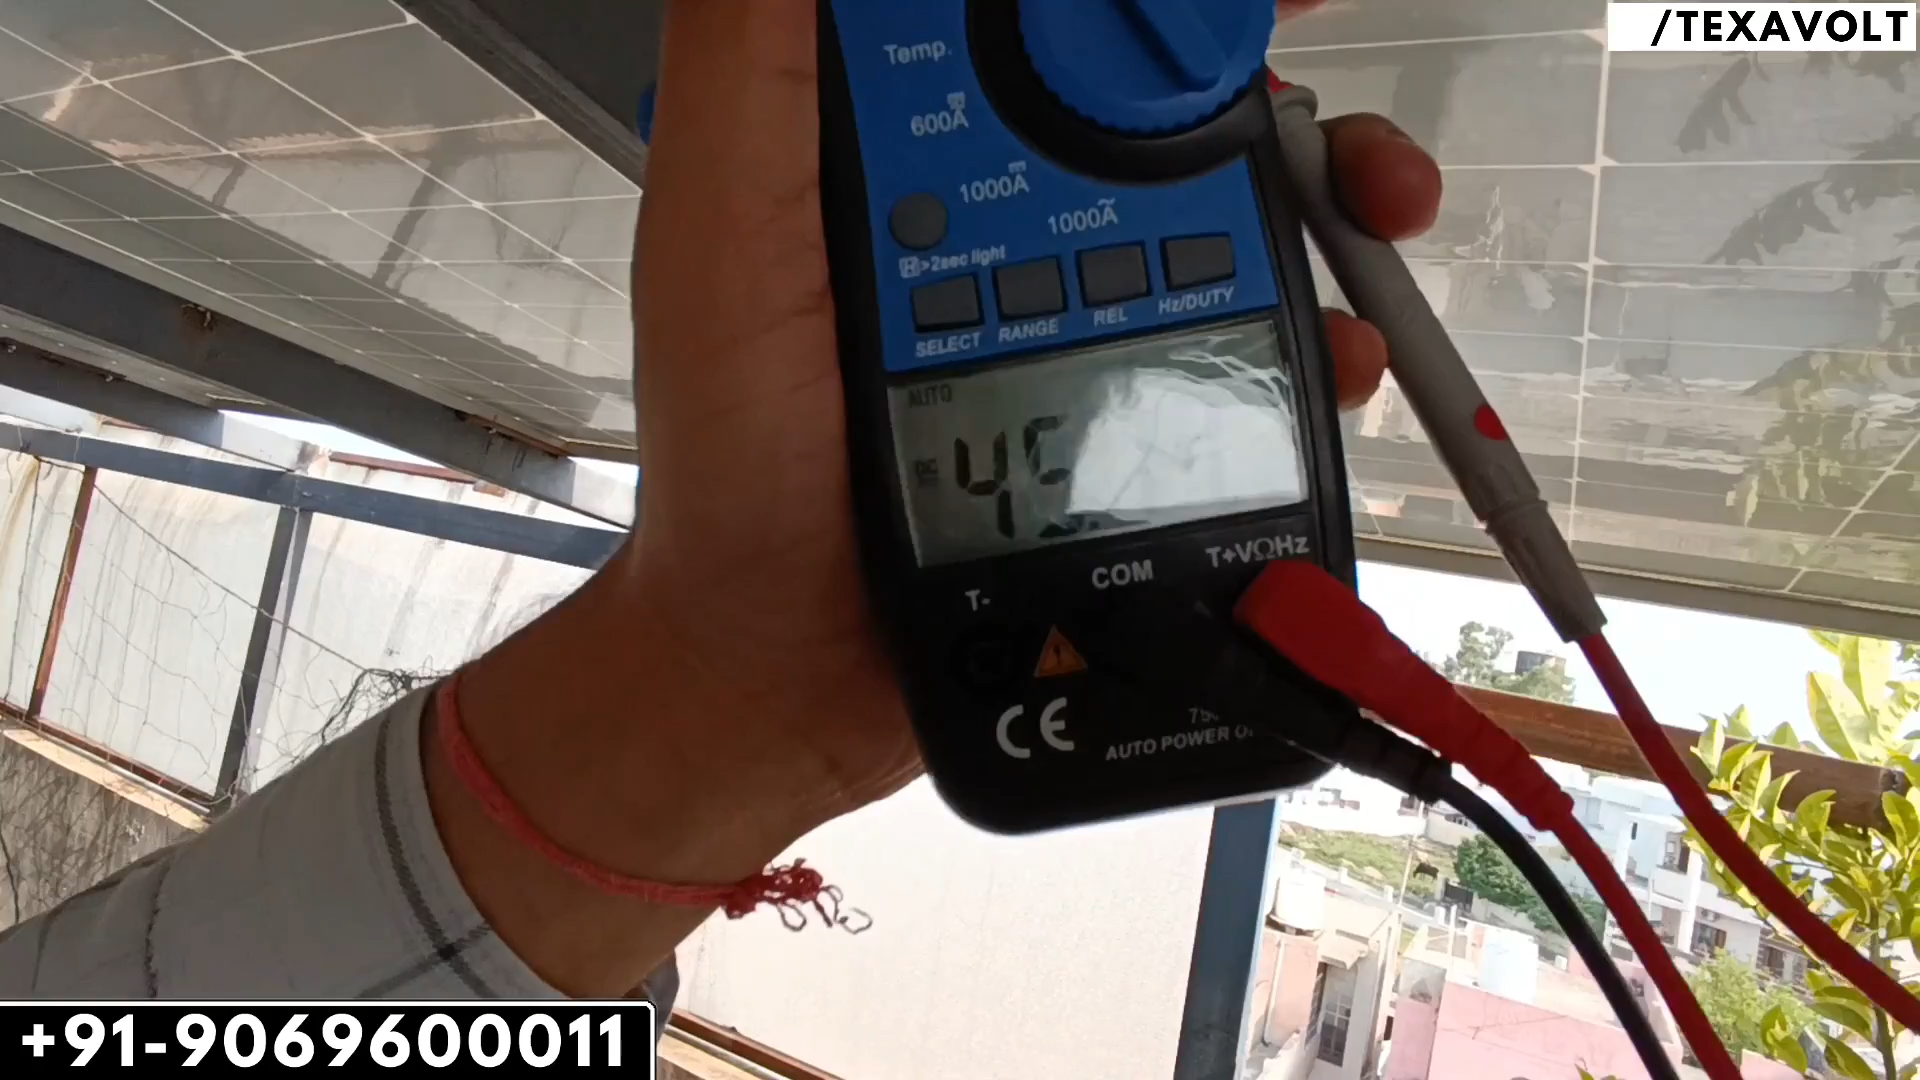 /TEXAVOLT
Temp.
600A
1000A
1000A
H >2sec light
SELECT RANGE REL Hz/DUTY
AUTO
DC
T- COM T+VΩHz
CE
AUTO POWER
+91-9069600011